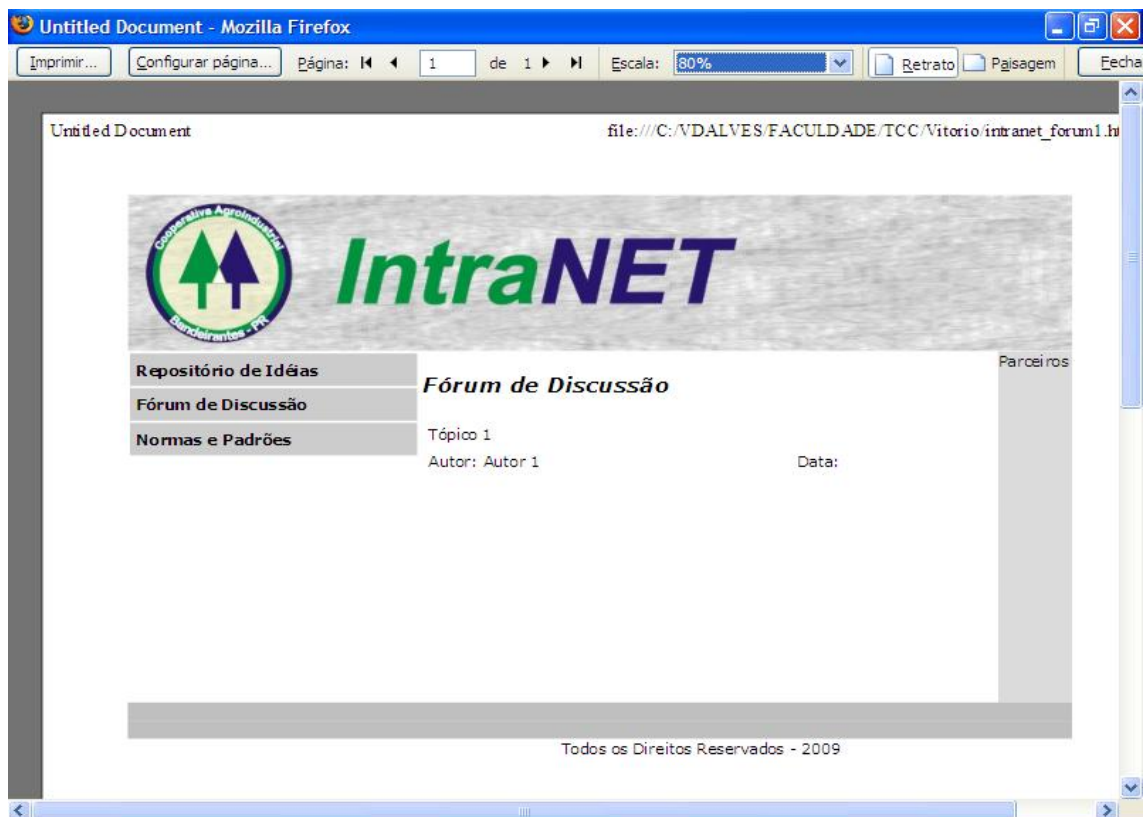 Untitled Document - Mozilla Firefox
Imprimir... Configurar página... Página: 1 de 1 Escala: 80% Retrato Paisagem Fecha
Untitled Document file:///C:/VDALVES/FACULDADE/TCC/Vitorio/intranet_forum1.ht
Cooperativa Agroindustrial
Bandeirantes - PR
IntraNET
Repositório de Idéias
Fórum de Discussão
Normas e Padrões
Fórum de Discussão
Tópico 1
Autor: Autor 1 Data:
Parceiros
Todos os Direitos Reservados - 2009